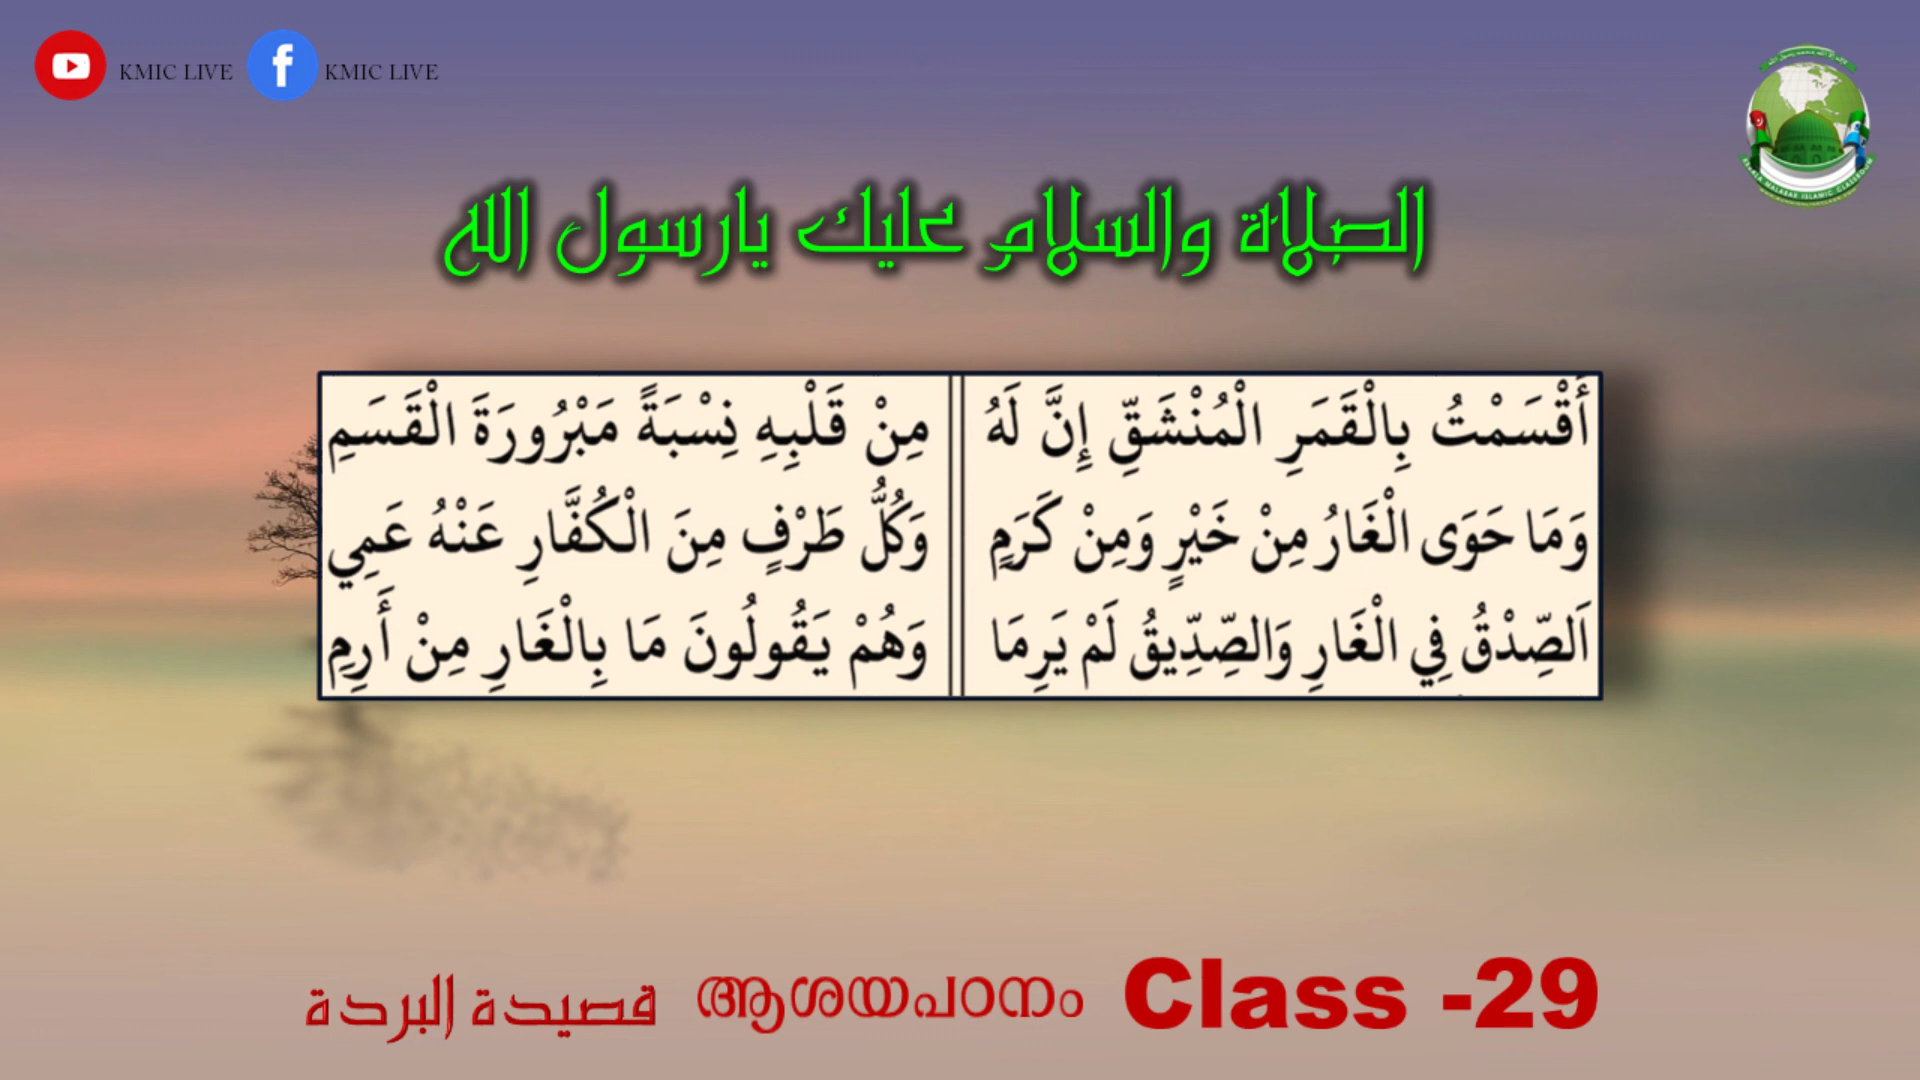 KMIC LIVE KMIC LIVE
الصلاة والسلام عليك يارسول الله
أَقْسَمْتُ بِالْقَمَرِ الْمُنْشَقِّ إِنَّ لَهُ مِنْ قَلْبِهِ نِسْبَةً مَبْرُورَةَ الْقَسَمِ
وَمَا حَوَى الْغَارُ مِنْ خَيْرٍ وَمِنْ كَرَمٍ وَكُلُّ طَرْفٍ مِنَ الْكُفَّارِ عَنْهُ عَمِي
اَلصِّدْقُ فِي الْغَارِ وَالصِّدِّيقُ لَمْ يَرِمَا وَهُمْ يَقُولُونَ مَا بِالْغَارِ مِنْ أَرِمِ
قصيدة البردة ആശയപഠനം Class -29